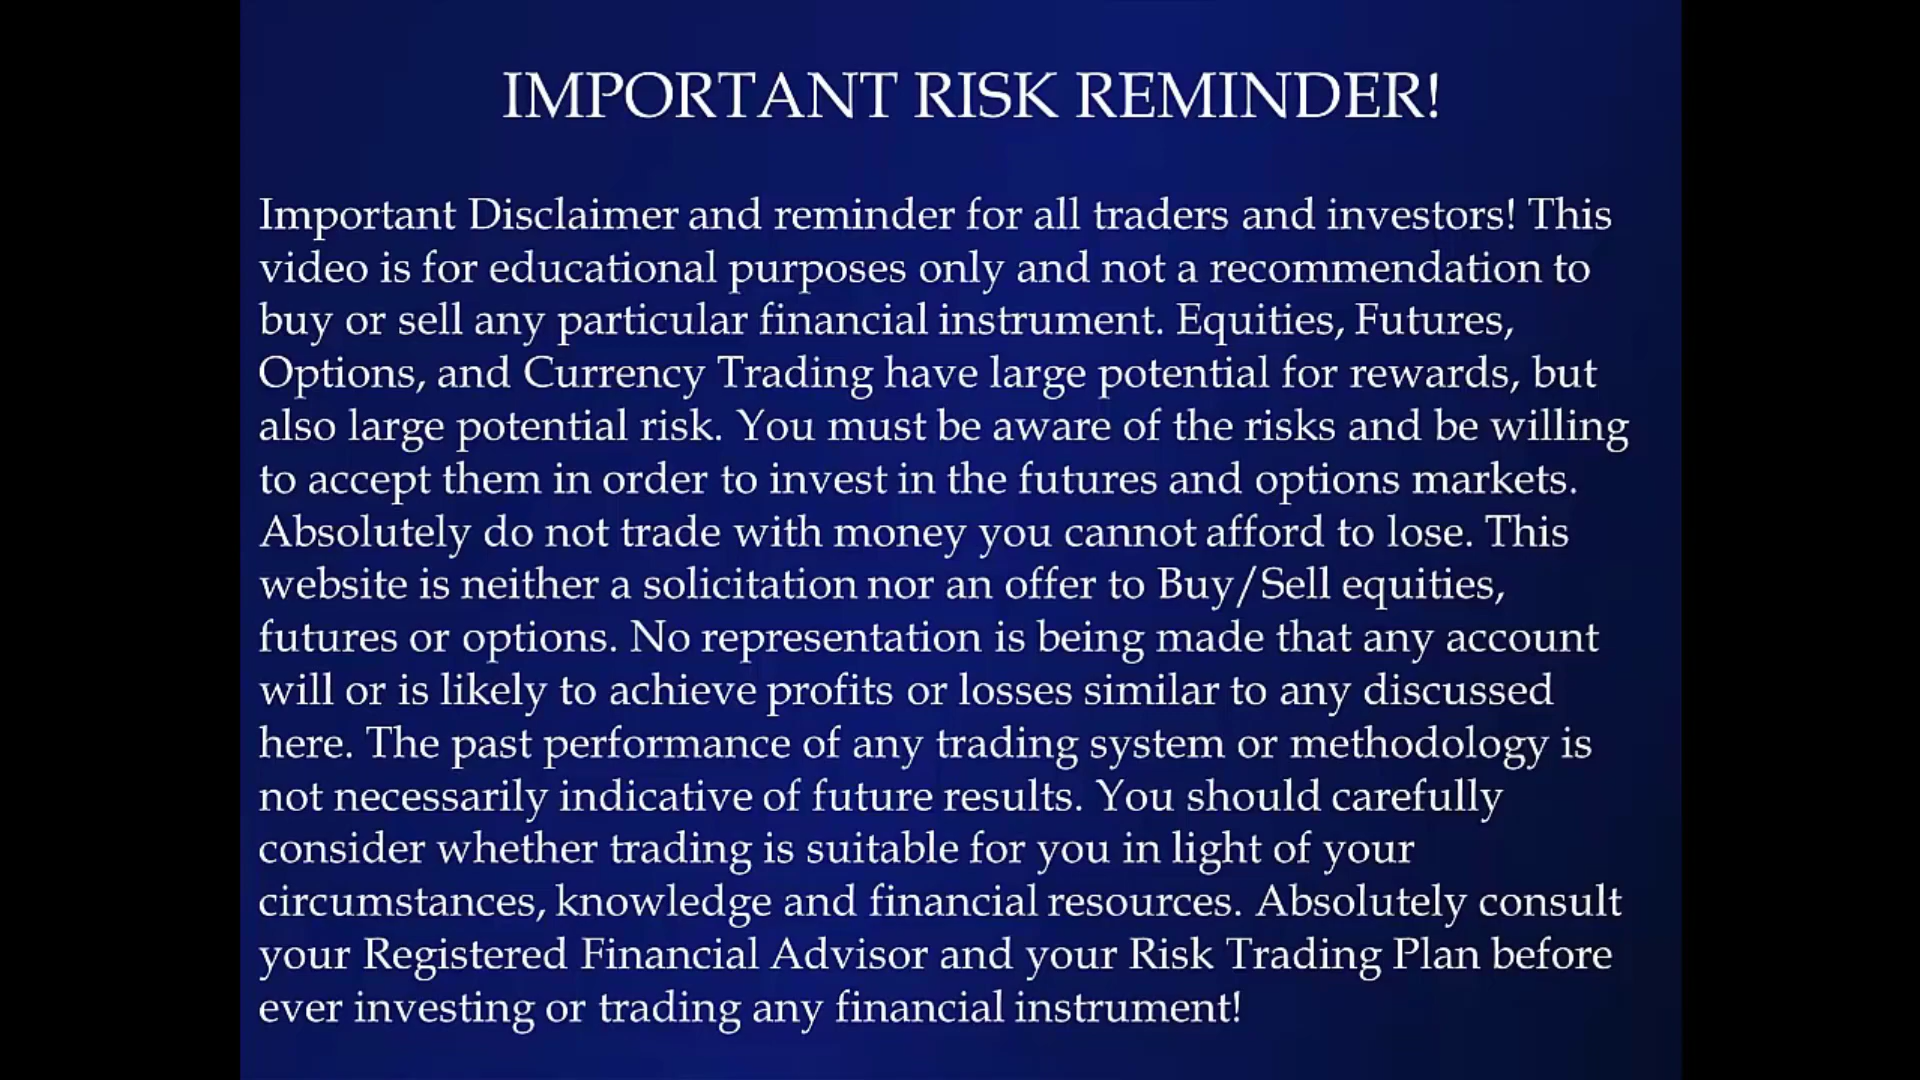 IMPORTANT RISK REMINDER!
Important Disclaimer and reminder for all traders and investors! This
video is for educational purposes only and not a recommendation to
buy or sell any particular financial instrument. Equities, Futures,
Options, and Currency Trading have large potential for rewards, but
also large potential risk. You must be aware of the risks and be willing
to accept them in order to invest in the futures and options markets.
Absolutely do not trade with money you cannot afford to lose. This
website is neither a solicitation nor an offer to Buy/Sell equities,
futures or options. No representation is being made that any account
will or is likely to achieve profits or losses similar to any discussed
here. The past performance of any trading system or methodology is
not necessarily indicative of future results. You should carefully
consider whether trading is suitable for you in light of your
circumstances, knowledge and financial resources. Absolutely consult
your Registered Financial Advisor and your Risk Trading Plan before
ever investing or trading any financial instrument!